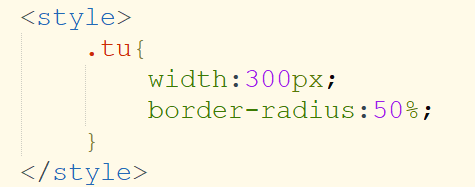 <style>
.tu{
width:300px;
border-radius:50%;
}
</style>